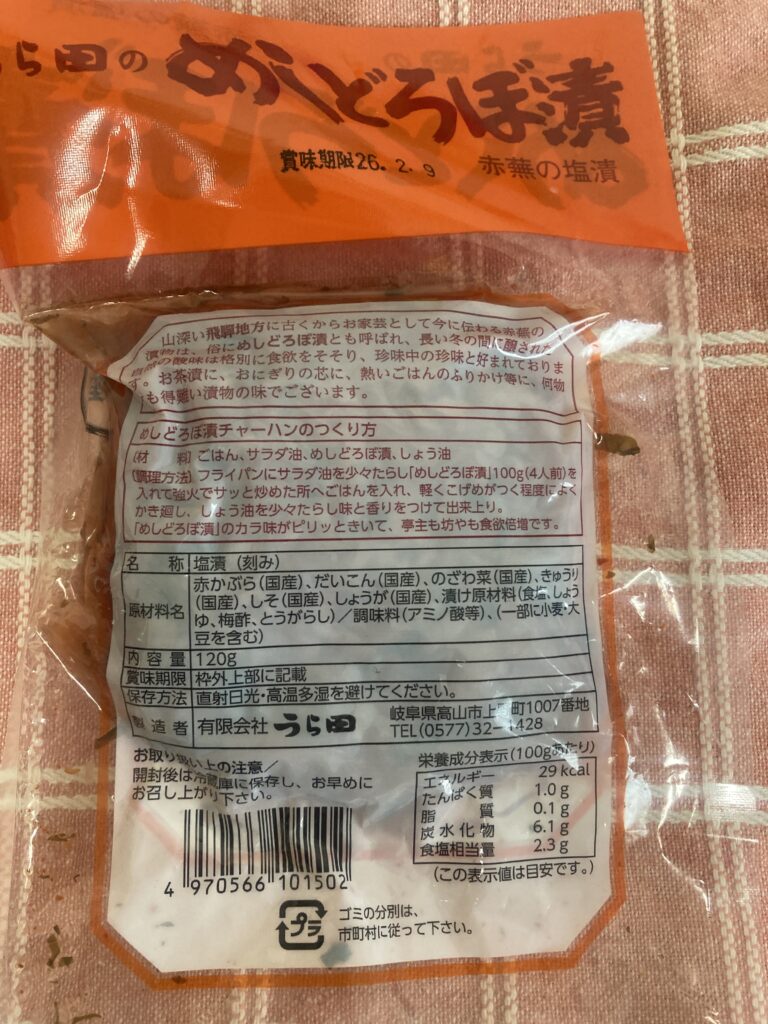 うら田の めしどろぼ漬
賞味期限26.2.9 赤蕪の塩漬
山深い飛騨地方に古くからお家芸として今に伝わる赤蕪の
漬物は、俗にめしどろぼ漬とも呼ばれ、長い冬の間に醸された
自然の酸味は格別に食欲をそそり、珍味中の珍味と好まれておりま
す。お茶漬に、おにぎりの芯に、熱いごはんのふりかけ等に、何物
も得難い漬物の味でございます。
めしどろぼ漬チャーハンのつくり方
〔材 料〕ごはん、サラダ油、めしどろぼ漬、しょう油
〔調理方法〕フライパンにサラダ油を少々たらし「めしどろぼ漬」100g(4人前)を
入れて強火でサッと炒めた所へごはんを入れ、軽くこげめがつく程度によく
かき廻し、しょう油を少々たらし味と香りをつけて出来上り。
「めしどろぼ漬」のカラ味がピリッときいて、亭主も坊やも食欲倍増です。
名 称 塩漬(刻み)
原材料名 赤かぶら(国産)、だいこん(国産)、のざわ菜(国産)、きゅうり
(国産)、しそ(国産)、しょうが(国産)、漬け原材料(食塩、しょう
ゆ、梅酢、とうがらし)／調味料(アミノ酸等)、(一部に小麦・大
豆を含む)
内容量 120g
賞味期限 枠外上部に記載
保存方法 直射日光・高温多湿を避けてください。
製造者 有限会社 うら田 岐阜県高山市上 町1007番地
TEL(0577)32-1428
お取り扱い上の注意／
開封後は冷蔵庫に保存し、お早めに
お召し上がり下さい。
栄養成分表示(100gあたり)
エネルギー 29 kcal
たんぱく質 1.0 g
脂 質 0.1 g
炭水化物 6.1 g
食塩相当量 2.3 g
(この表示値は目安です。)
4 970566 101502
プラ
ゴミの分別は、
市町村に従って下さい。